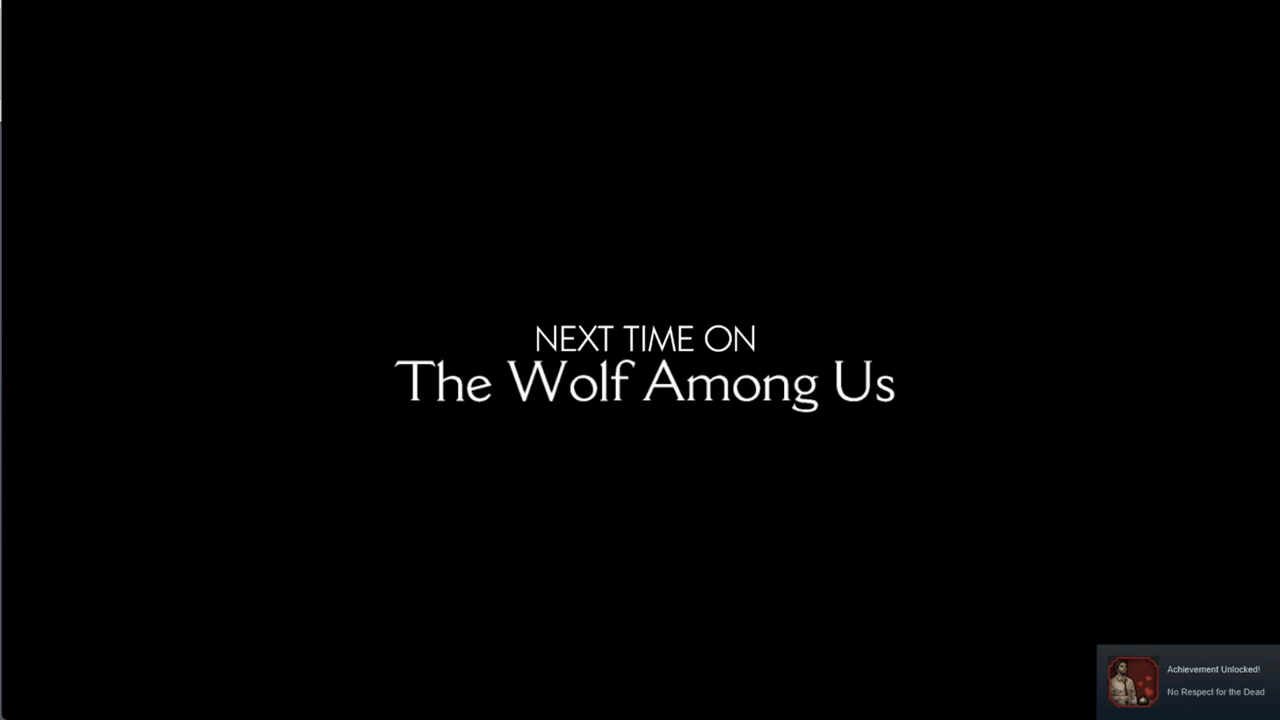 NEXT TIME ON
The Wolf Among Us
Achievement Unlocked!
No Respect for the Dead